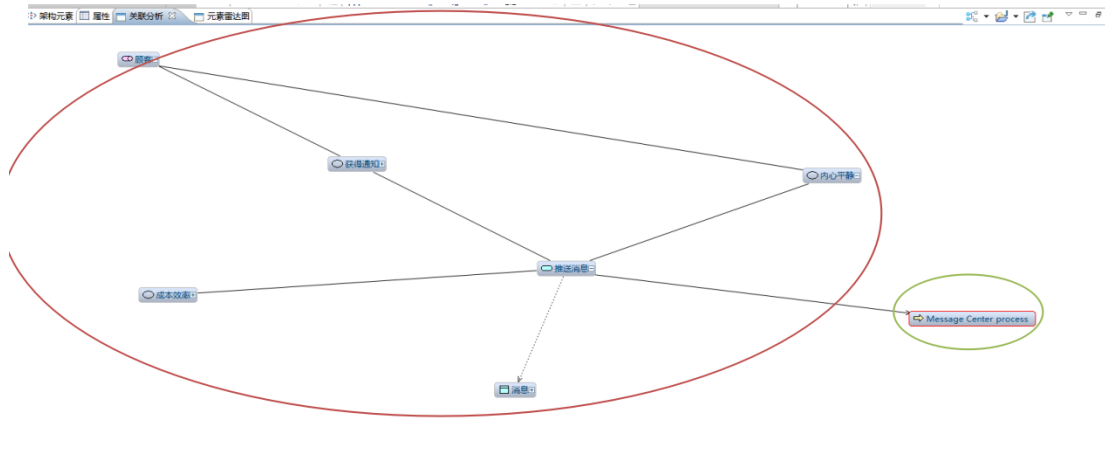 架构元素 属性 关联分析 元素雷达图
顾客
获得通知
内心平静
推送消息
成本效率
Message Center process
消息